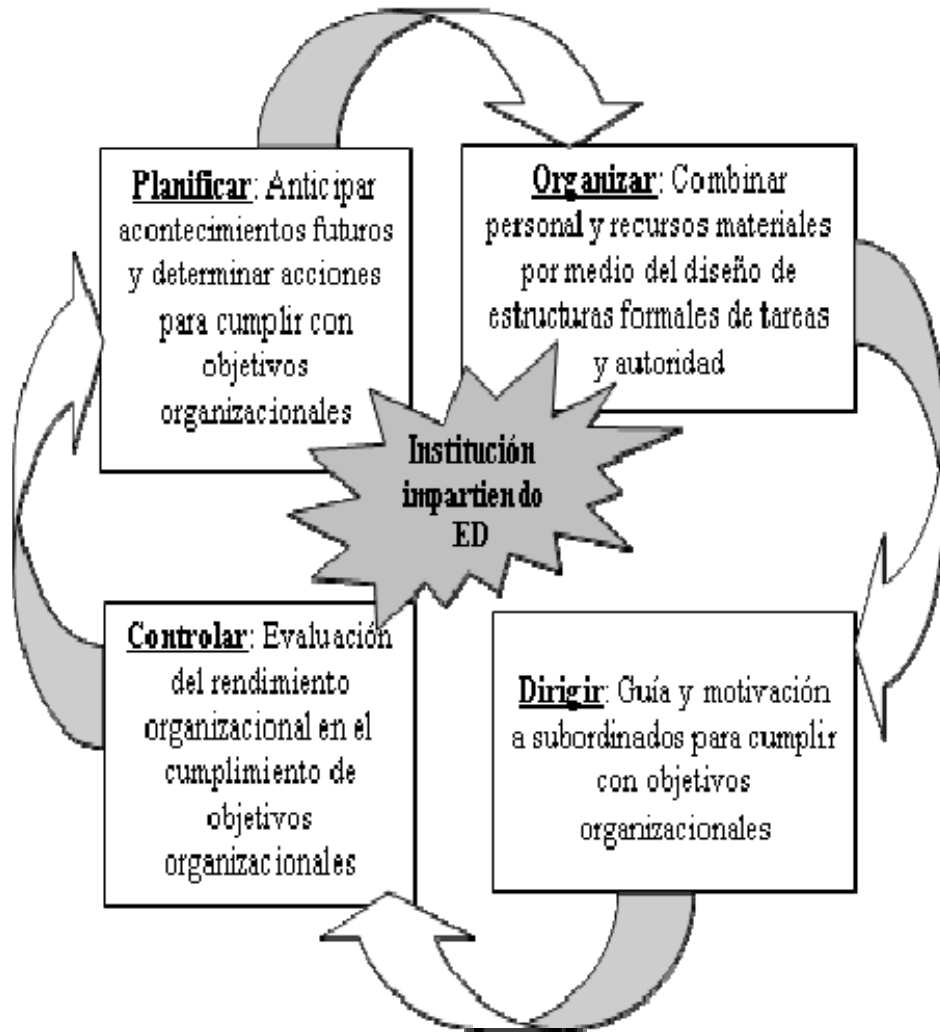 Planificar: Anticipar
acontecimientos futuros
y determinar acciones
para cumplir con
objetivos
organizacionales
Organizar: Combinar
personal y recursos materiales
por medio del diseño de
estructuras formales de tareas
y autoridad
Institución
impartiendo
ED
Controlar: Evaluación
del rendimiento
organizacional en el
cumplimiento de
objetivos
organizacionales
Dirigir: Guía y motivación
a subordinados para cumplir
con objetivos
organizacionales